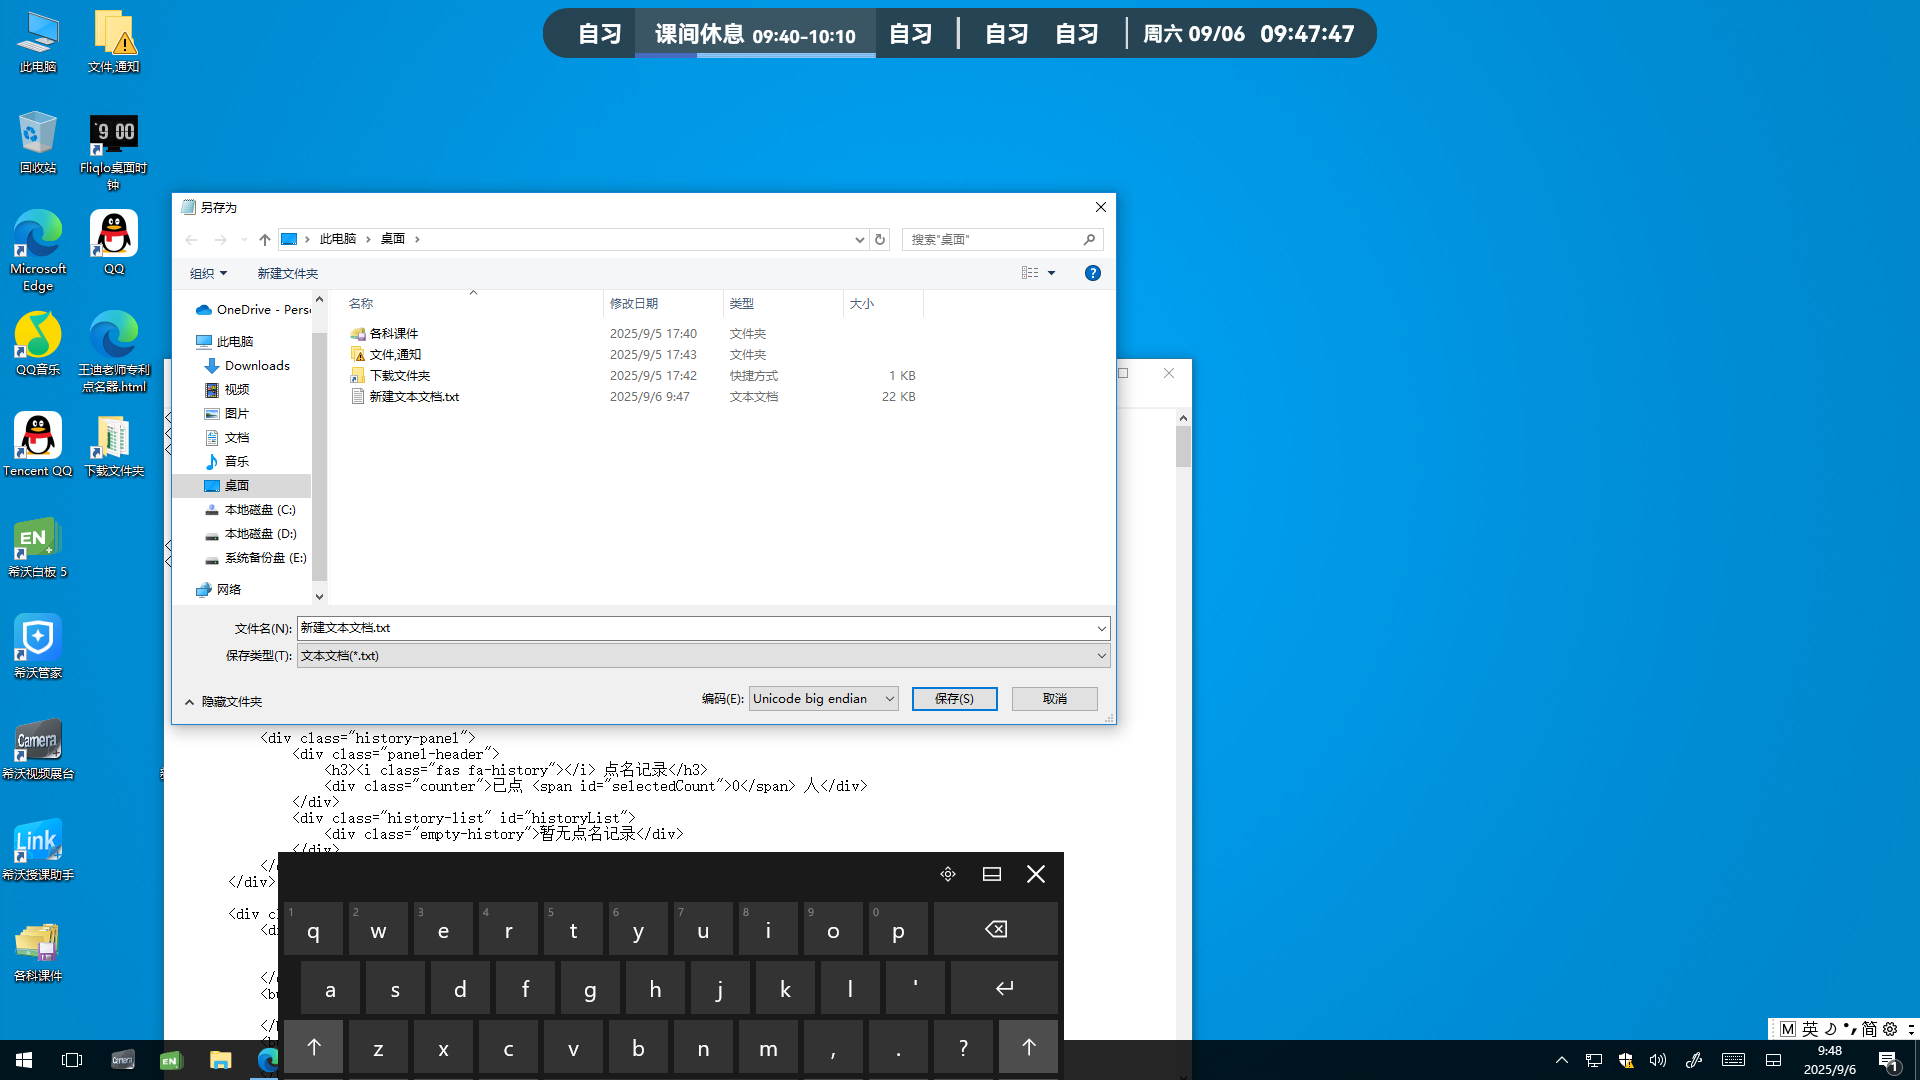 自习 课间休息 09:40-10:10 自习 自习 自习 周六 09/06 09:47:47
此电脑
文件,通知
回收站
Fliqlo桌面时
钟
Microsoft
Edge
QQ
QQ音乐
王迪老师专利
点名器.html
Tencent QQ
下载文件夹
EN
希沃白板 5
希沃管家
Camera
希沃视频展台
Link
希沃授课助手
各科课件
另存为
此电脑 桌面
搜索"桌面"
组织
新建文件夹
OneDrive - Pers
此电脑
Downloads
视频
图片
文档
音乐
桌面
本地磁盘 (C:)
本地磁盘 (D:)
系统备份盘 (E:)
网络
名称 修改日期 类型 大小
各科课件 2025/9/5 17:40 文件夹
文件,通知 2025/9/5 17:43 文件夹
下载文件夹 2025/9/5 17:42 快捷方式 1 KB
新建文本文档.txt 2025/9/6 9:47 文本文档 22 KB
文件名(N): 新建文本文档.txt
保存类型(T): 文本文档(*.txt)
隐藏文件夹
编码(E): Unicode big endian 保存(S) 取消
<div class="history-panel">
<div class="panel-header">
<h3><i class="fas fa-history"></i> 点名记录</h3>
<div class="counter">已点 <span id="selectedCount">0</span> 人</div>
</div>
<div class="history-list" id="historyList">
<div class="empty-history">暂无点名记录</div>
</div>
</
</div>
<div cl
<di
</
<bu
</
1 q 2 w 3 e 4 r 5 t 6 y 7 u 8 i 9 o 0 p
a s d f g h j k l '
z x c v b n m , . ?
M 英 简
9:48
2025/9/6
1